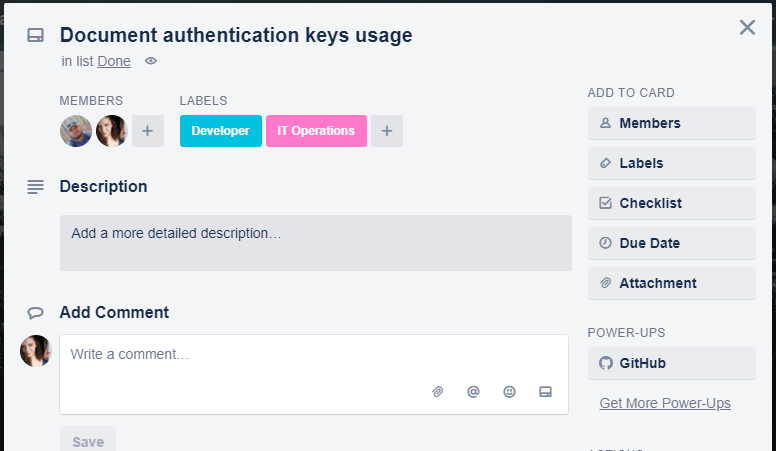 Document authentication keys usage
in list Done
MEMBERS
LABELS
Developer
IT Operations
Description
Add a more detailed description…
Add Comment
Write a comment…
Save
ADD TO CARD
Members
Labels
Checklist
Due Date
Attachment
POWER-UPS
GitHub
Get More Power-Ups
ACTIONS